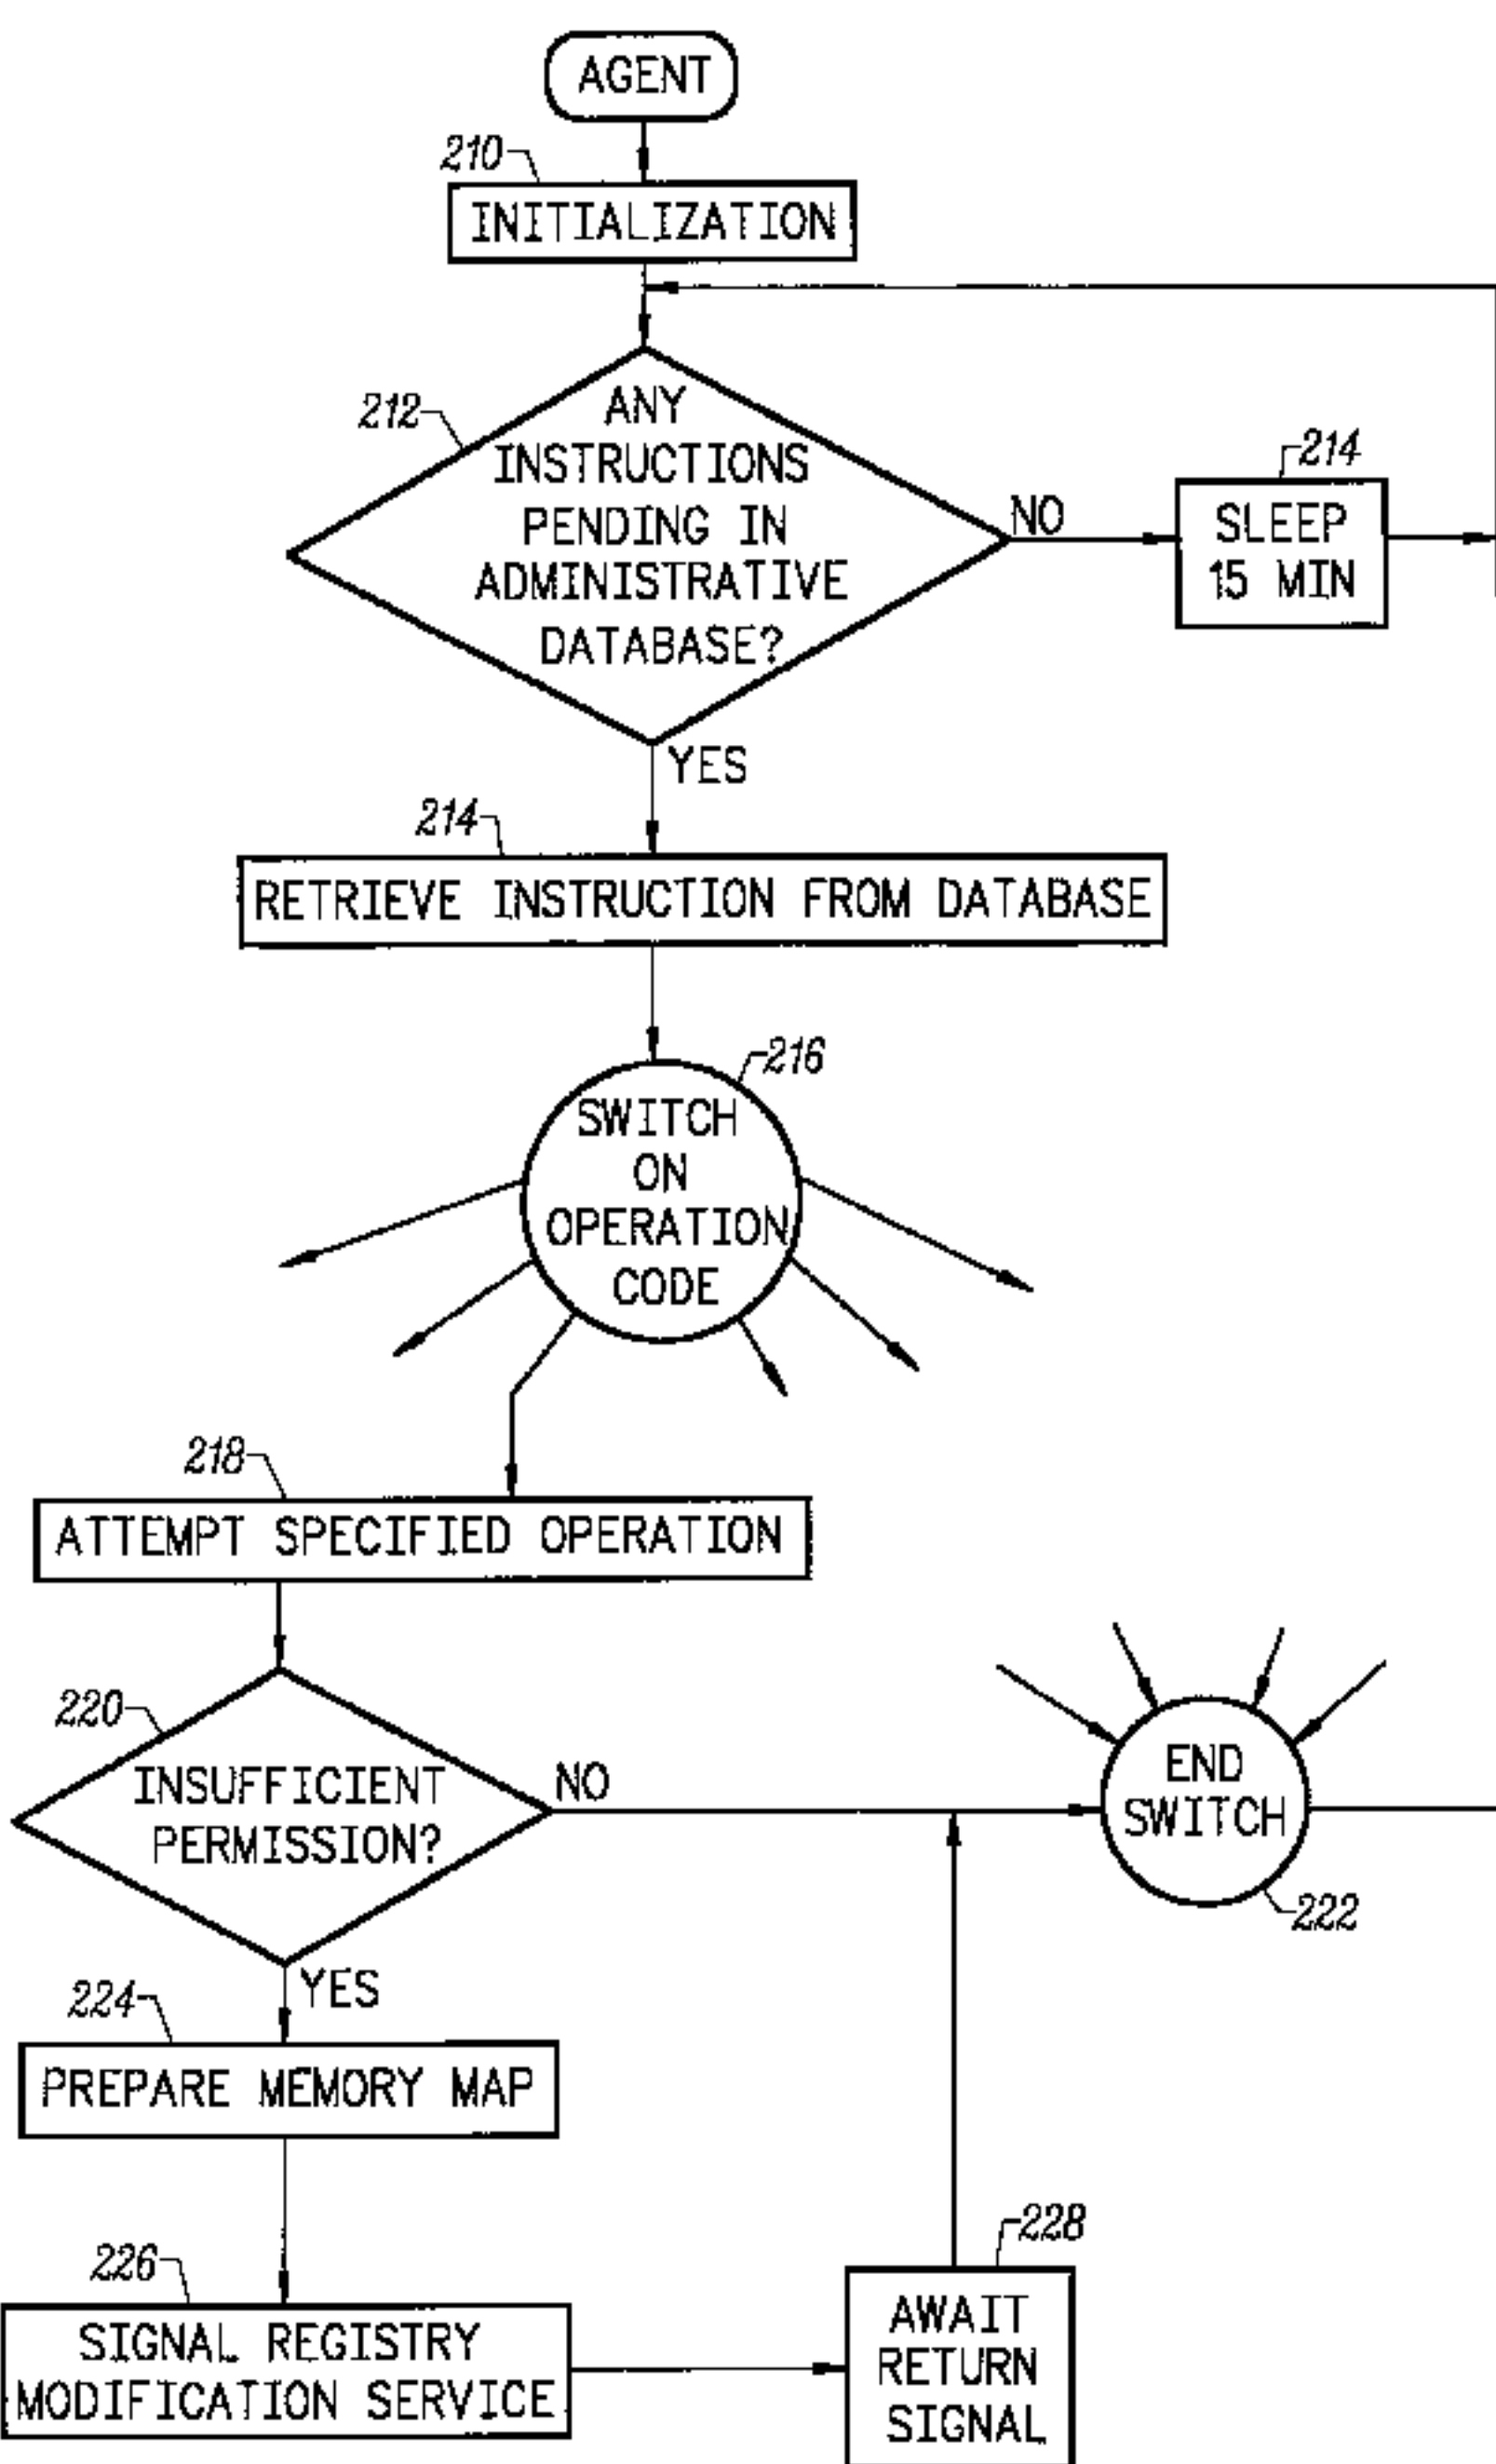 AGENT
210
INITIALIZATION
212
ANY
INSTRUCTIONS
PENDING IN
ADMINISTRATIVE
DATABASE?
NO
214
SLEEP
15 MIN
YES
214
RETRIEVE INSTRUCTION FROM DATABASE
216
SWITCH
ON
OPERATION
CODE
218
ATTEMPT SPECIFIED OPERATION
220
INSUFFICIENT
PERMISSION?
NO
END
SWITCH
222
YES
224
PREPARE MEMORY MAP
226
SIGNAL REGISTRY
MODIFICATION SERVICE
228
AWAIT
RETURN
SIGNAL